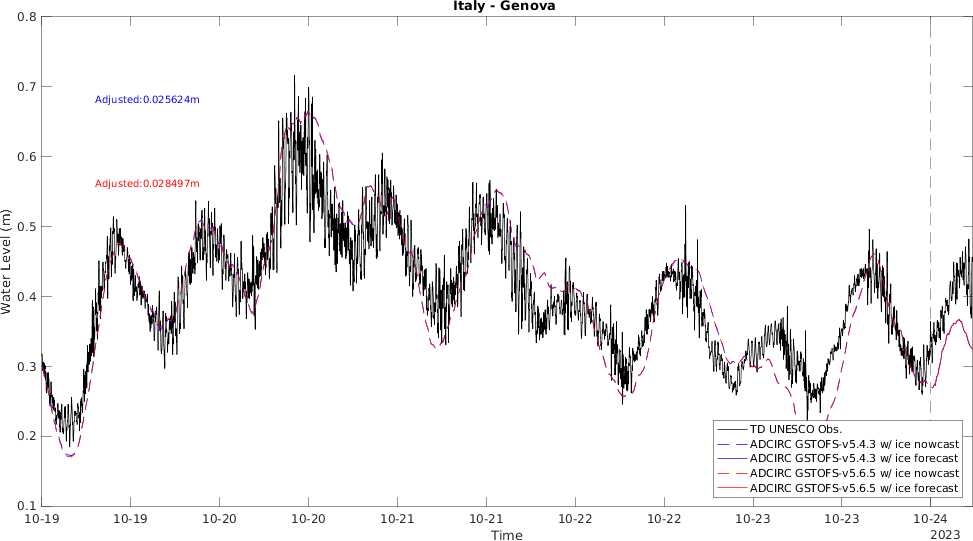 Italy - Genova
0.8
0.7
0.6
0.5
0.4
0.3
0.2
0.1
Water Level (m)
Adjusted:0.025624m
Adjusted:0.028497m
TD UNESCO Obs.
ADCIRC GSTOFS-v5.4.3 w/ ice nowcast
ADCIRC GSTOFS-v5.4.3 w/ ice forecast
ADCIRC GSTOFS-v5.6.5 w/ ice nowcast
ADCIRC GSTOFS-v5.6.5 w/ ice forecast
10-19 10-19 10-20 10-20 10-21 10-21 10-22 10-22 10-23 10-23 10-24
Time
2023